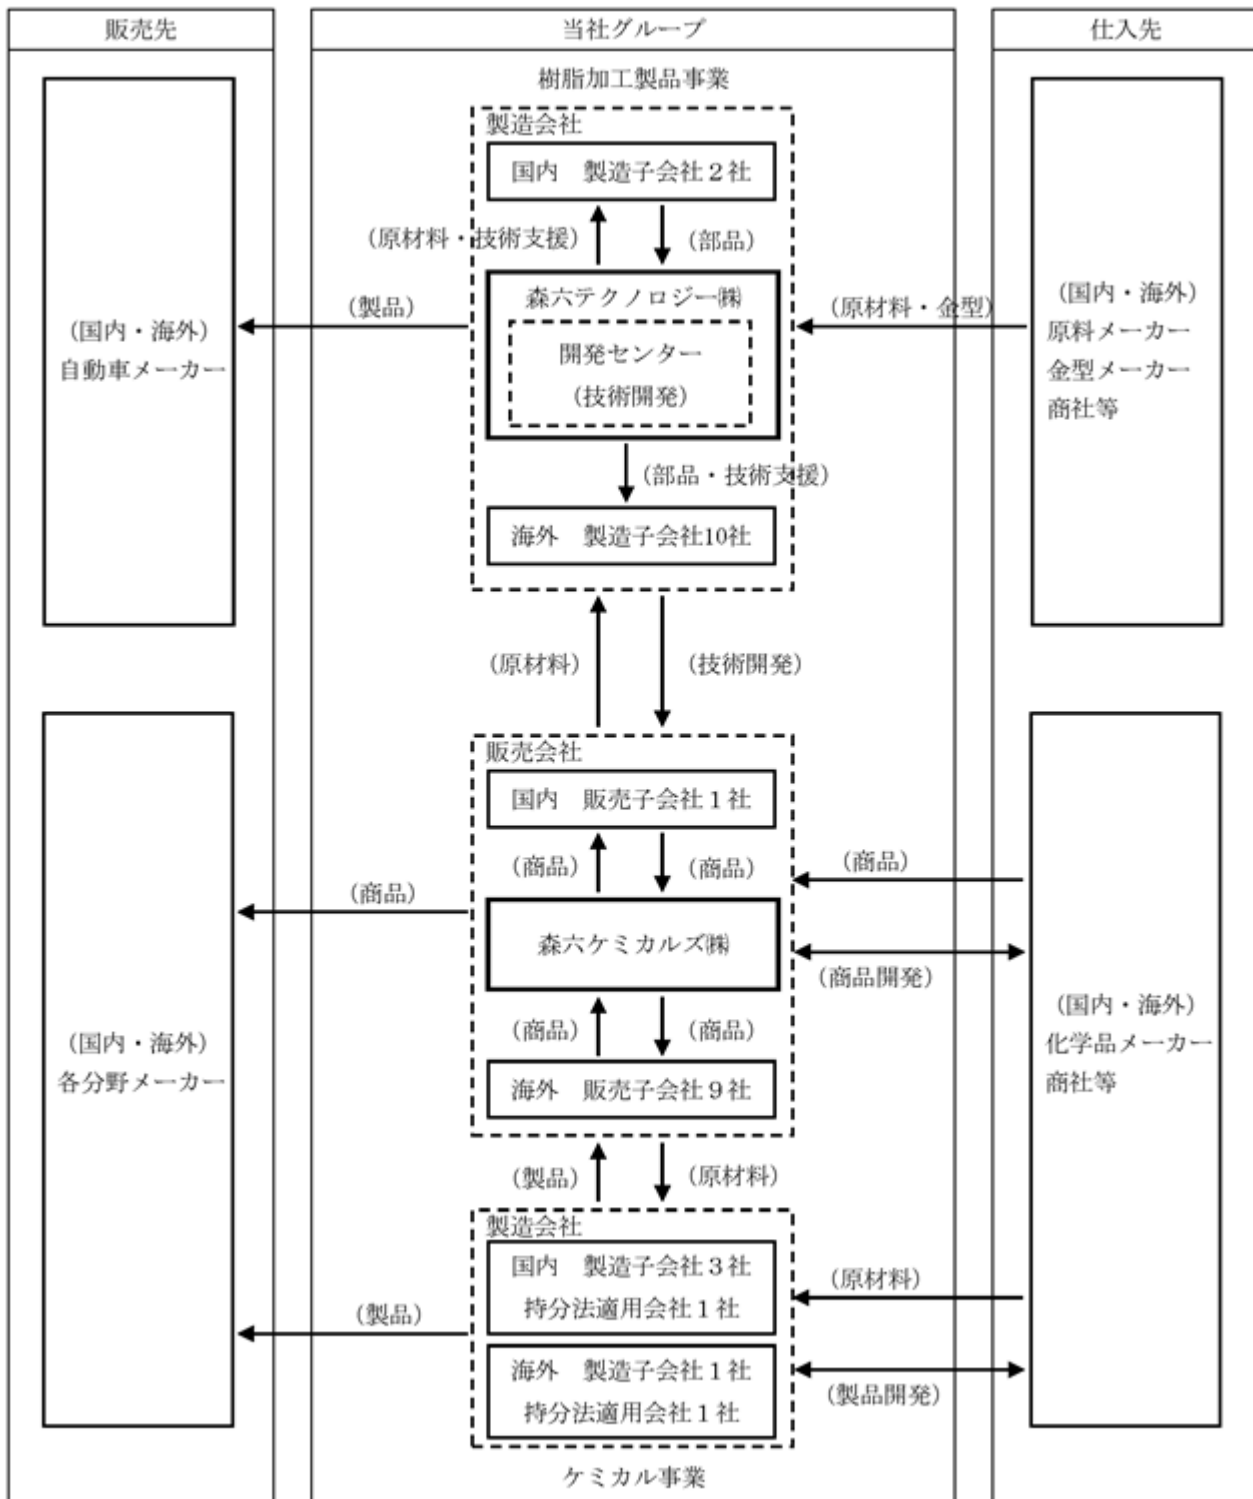 販売先
当社グループ
仕入先
樹脂加工製品事業
製造会社
国内　製造子会社２社
(原材料・技術支援)
(部品)
森六テクノロジー㈱
開発センター
(技術開発)
(製品)
(国内・海外)
自動車メーカー
(原材料・金型)
(国内・海外)
原料メーカー
金型メーカー
商社等
(部品・技術支援)
海外　製造子会社10社
(原材料)
(技術開発)
販売会社
国内　販売子会社１社
(商品)
(商品)
(商品)
(商品)
森六ケミカルズ㈱
(商品開発)
(商品)
(商品)
海外　販売子会社９社
(国内・海外)
各分野メーカー
(国内・海外)
化学品メーカー
商社等
(製品)
(原材料)
製造会社
国内　製造子会社３社
持分法適用会社１社
(原材料)
(製品)
海外　製造子会社１社
持分法適用会社１社
(製品開発)
ケミカル事業